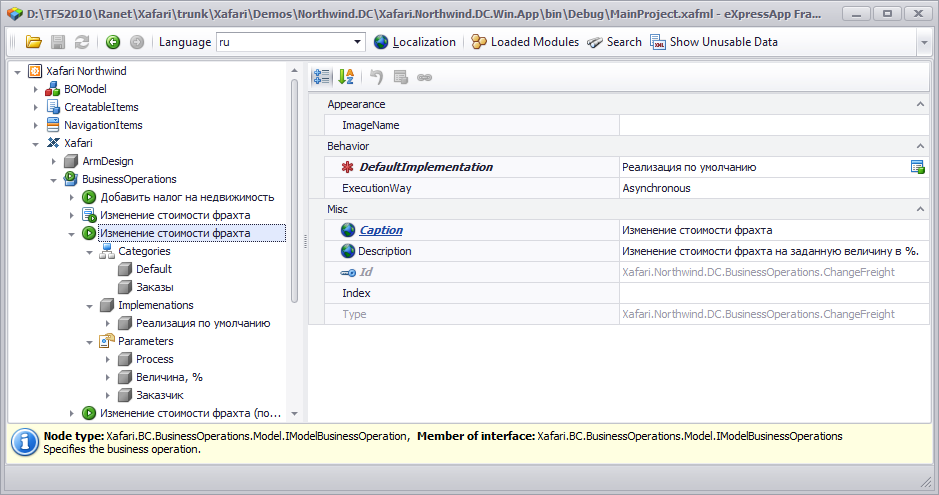 D:\TFS2010\Ranet\Xafari\trunk\Xafari\Demos\Northwind.DC\Xafari.Northwind.DC.Win.App\bin\Debug\MainProject.xafml - eXpressApp Fra...
Language ru Localization Loaded Modules Search Show Unusable Data
Xafari Northwind
BOModel
CreatableItems
NavigationItems
Xafari
ArmDesign
BusinessOperations
Добавить налог на недвижимость
Изменение стоимости фрахта
Изменение стоимости фрахта
Categories
Default
Заказы
Implemenations
Реализация по умолчанию
Parameters
Process
Величина, %
Заказчик
Изменение стоимости фрахта (по...
Appearance
ImageName
Behavior
DefaultImplementation Реализация по умолчанию
ExecutionWay Asynchronous
Misc
Caption Изменение стоимости фрахта
Description Изменение стоимости фрахта на заданную величину в %.
Id Xafari.Northwind.DC.BusinessOperations.ChangeFreight
Index
Type Xafari.Northwind.DC.BusinessOperations.ChangeFreight
Node type: Xafari.BC.BusinessOperations.Model.IModelBusinessOperation, Member of interface: Xafari.BC.BusinessOperations.Model.IModelBusinessOperations
Specifies the business operation.